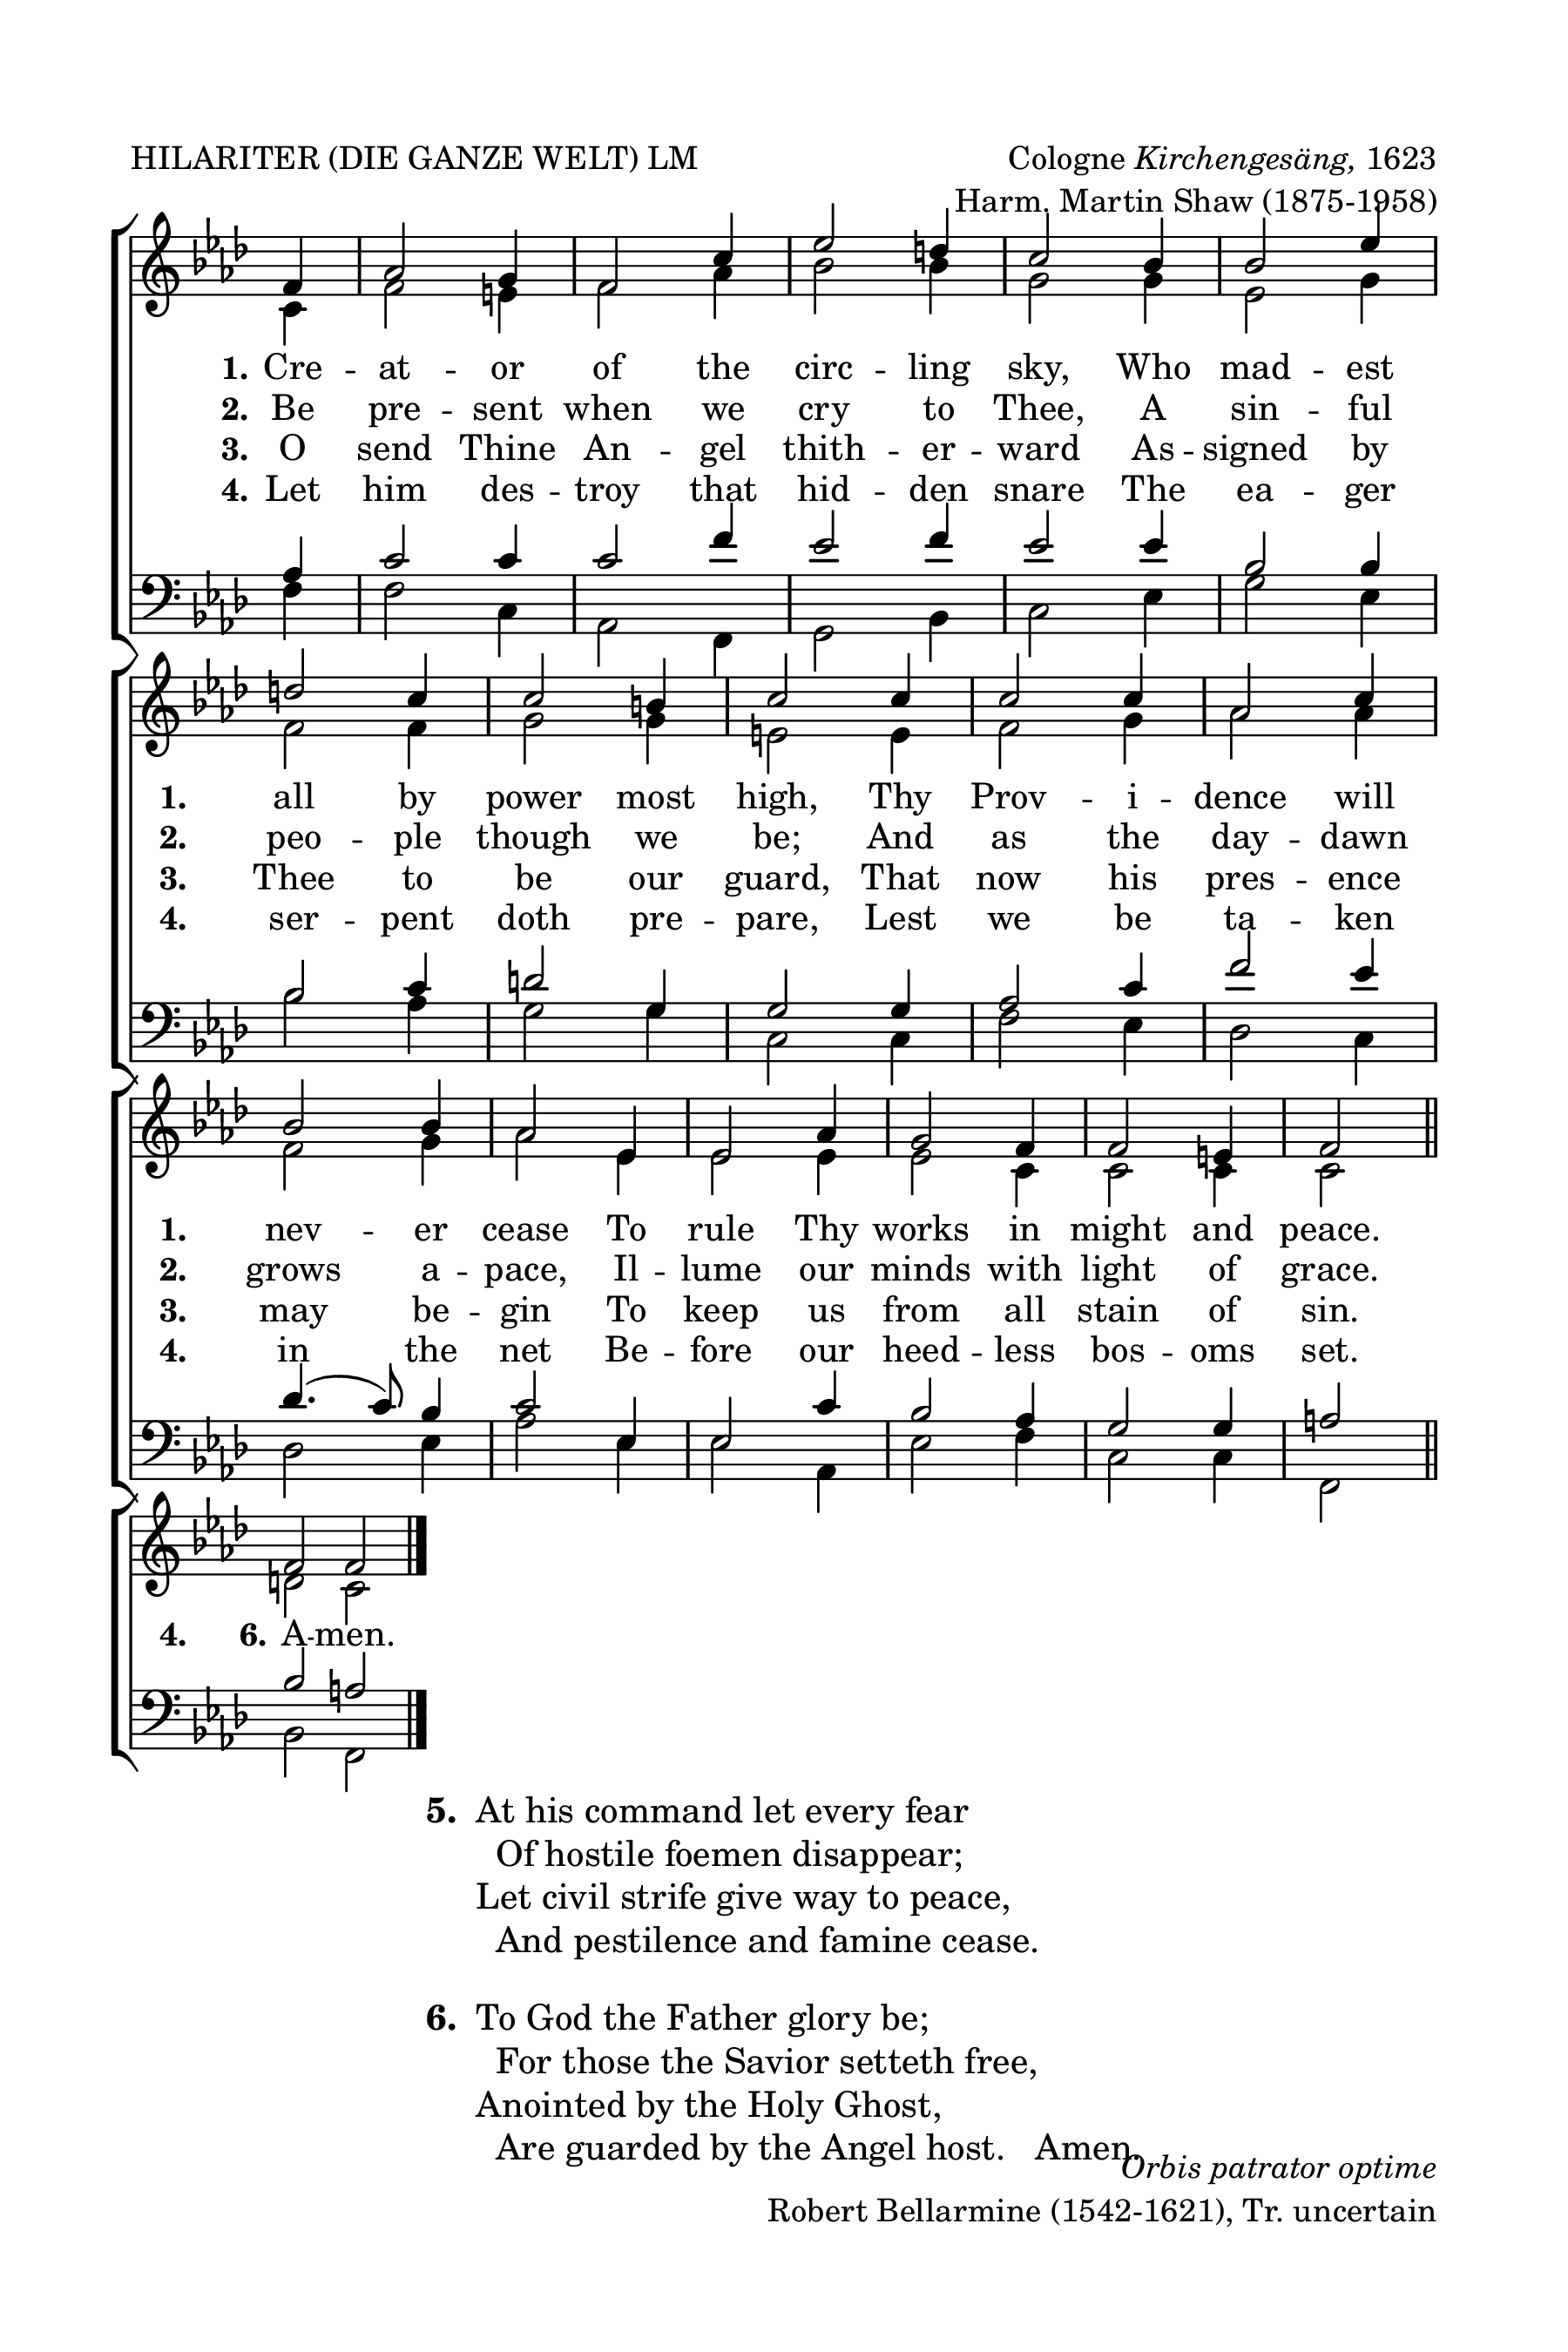 HILARITER (DIE GANZE WELT) LM
Cologne Kirchengesäng, 1623
Harm. Martin Shaw (1875-1958)
1. Cre - at - or of the circ - ling sky, Who mad - est
2. Be pre - sent when we cry to Thee, A sin - ful
3. O send Thine An - gel thith - er - ward As - signed by
4. Let him des - troy that hid - den snare The ea - ger
1. all by power most high, Thy Prov - i - dence will
2. peo - ple though we be; And as the day - dawn
3. Thee to be our guard, That now his pres - ence
4. ser - pent doth pre - pare, Lest we be ta - ken
1. nev - er cease To rule Thy works in might and peace.
2. grows a - pace, Il - lume our minds with light of grace.
3. may be - gin To keep us from all stain of sin.
4. in the net Be - fore our heed - less bos - oms set.
4. 6. A - men.
5. At his command let every fear
Of hostile foemen disappear;
Let civil strife give way to peace,
And pestilence and famine cease.
6. To God the Father glory be;
For those the Savior setteth free,
Anointed by the Holy Ghost,
Are guarded by the Angel host. Amen.
Orbis patrator optime
Robert Bellarmine (1542-1621), Tr. uncertain